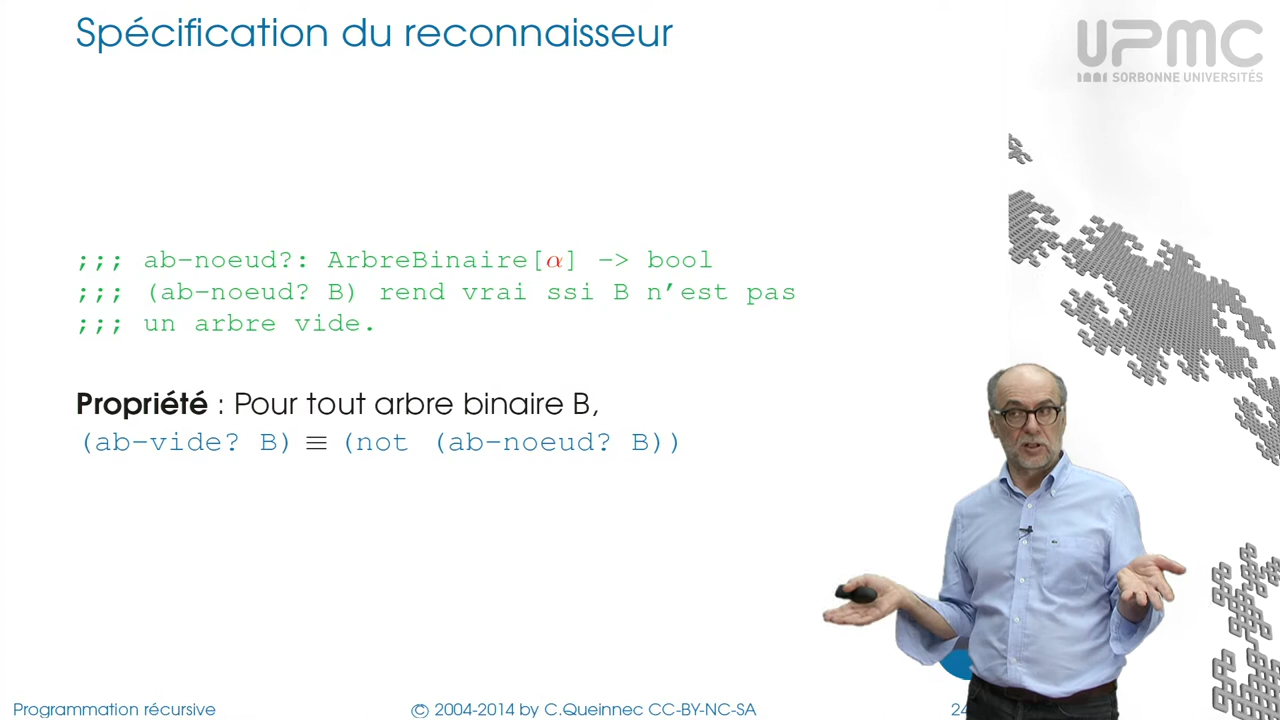 Spécification du reconnaisseur
UPMC
SORBONNE UNIVERSITÉS
;;; ab-noeud?: ArbreBinaire[α] -> bool
;;; (ab-noeud? B) rend vrai ssi B n'est pas
;;; un arbre vide.
Propriété : Pour tout arbre binaire B,
(ab-vide? B) ≡ (not (ab-noeud? B))
Programmation récursive
© 2004-2014 by C.Queinnec CC-BY-NC-SA